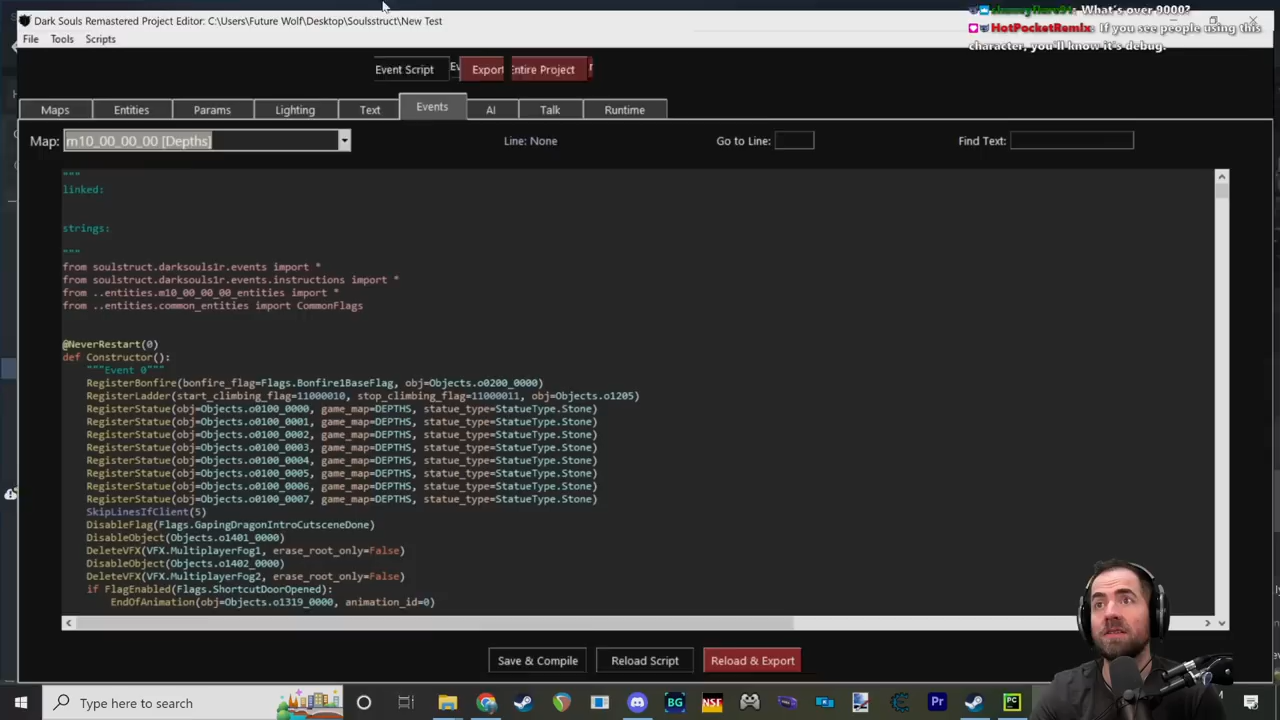 Dark Souls Remastered Project Editor: C:\Users\Future Wolf\Desktop\Soulsstruct\New Test
What's over 9000?
HotPocketRemix: If you see people using this
character, you'll know it's debug.
File Tools Scripts
Event Script Export Entire Project
Maps Entities Params Lighting Text Events AI Talk Runtime
Map: m10_00_00_00 [Depths] Line: None Go to Line: Find Text:
"""
linked:
strings:
"""
from soulstruct.darksouls1r.events import *
from soulstruct.darksouls1r.events.instructions import *
from ..entities.m10_00_00_00_entities import *
from ..entities.common_entities import CommonFlags
@NeverRestart(0)
def Constructor():
"""Event 0"""
RegisterBonfire(bonfire_flag=Flags.Bonfire1BaseFlag, obj=Objects.o0200_0000)
RegisterLadder(start_climbing_flag=11000010, stop_climbing_flag=11000011, obj=Objects.o1205)
RegisterStatue(obj=Objects.o0100_0000, game_map=DEPTHS, statue_type=StatueType.Stone)
RegisterStatue(obj=Objects.o0100_0001, game_map=DEPTHS, statue_type=StatueType.Stone)
RegisterStatue(obj=Objects.o0100_0002, game_map=DEPTHS, statue_type=StatueType.Stone)
RegisterStatue(obj=Objects.o0100_0003, game_map=DEPTHS, statue_type=StatueType.Stone)
RegisterStatue(obj=Objects.o0100_0004, game_map=DEPTHS, statue_type=StatueType.Stone)
RegisterStatue(obj=Objects.o0100_0005, game_map=DEPTHS, statue_type=StatueType.Stone)
RegisterStatue(obj=Objects.o0100_0006, game_map=DEPTHS, statue_type=StatueType.Stone)
RegisterStatue(obj=Objects.o0100_0007, game_map=DEPTHS, statue_type=StatueType.Stone)
SkipLinesIfClient(5)
DisableFlag(Flags.GapingDragonIntroCutsceneDone)
DisableObject(Objects.o1401_0000)
DeleteVFX(VFX.MultiplayerFog1, erase_root_only=False)
DisableObject(Objects.o1402_0000)
DeleteVFX(VFX.MultiplayerFog2, erase_root_only=False)
if FlagEnabled(Flags.ShortcutDoorOpened):
EndOfAnimation(obj=Objects.o1319_0000, animation_id=0)
Save & Compile Reload Script Reload & Export
Type here to search
BG NSF Pr PC